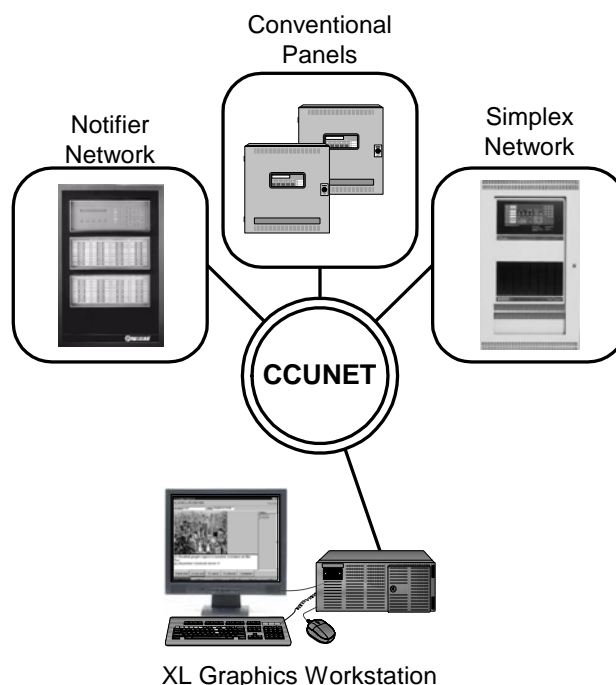 Conventional
Panels
Notifier
Network
Simplex
Network
CCUNET
XL Graphics Workstation